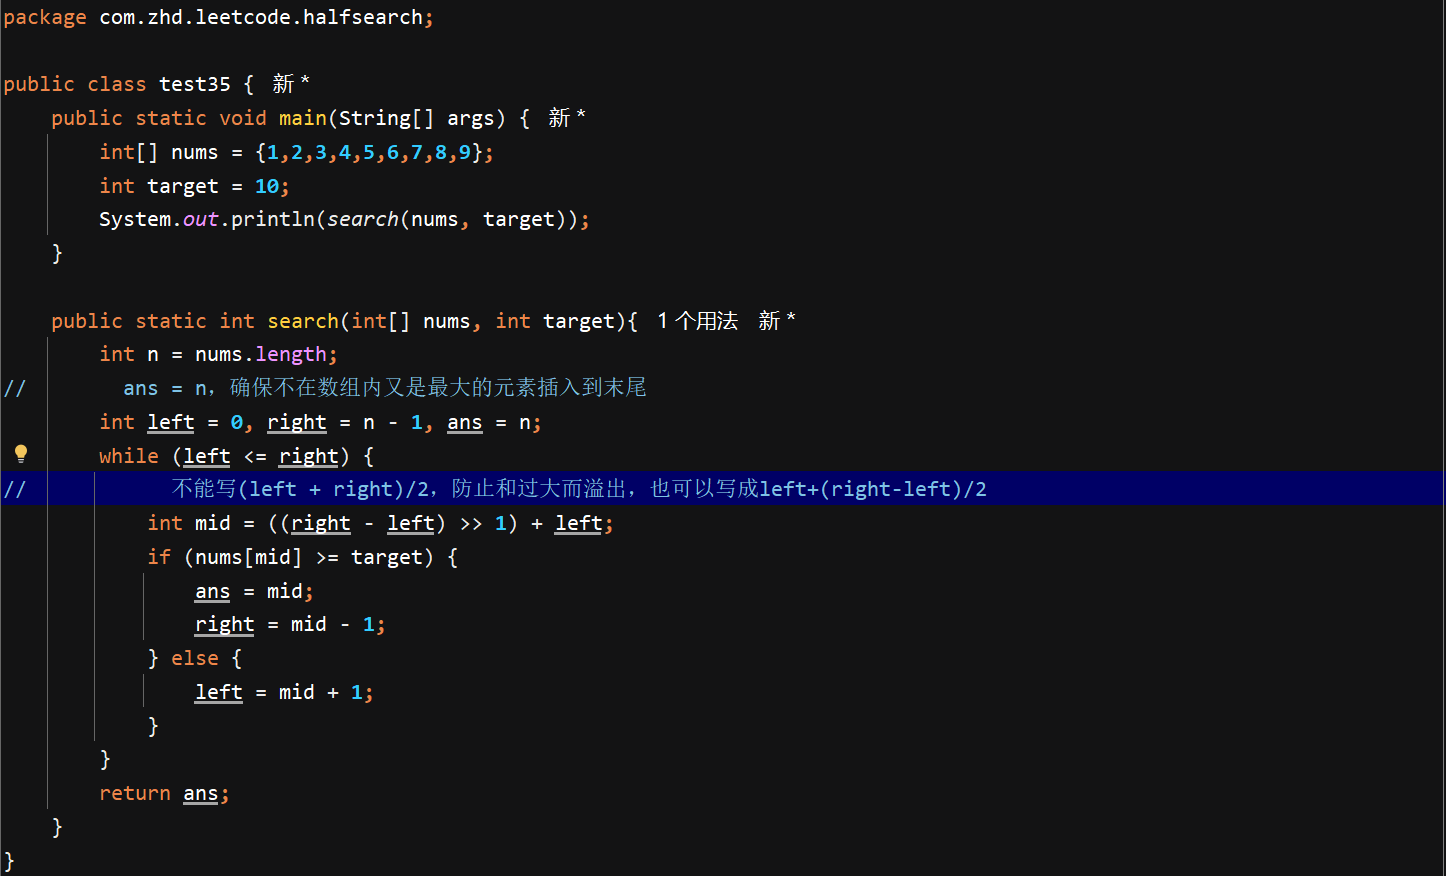 package com.zhd.leetcode.halfsearch;
public class test35 { 新 *
public static void main(String[] args) { 新 *
int[] nums = {1,2,3,4,5,6,7,8,9};
int target = 10;
System.out.println(search(nums, target));
}
public static int search(int[] nums, int target){ 1 个用法 新 *
int n = nums.length;
// ans = n，确保不在数组内又是最大的元素插入到末尾
int left = 0, right = n - 1, ans = n;
while (left <= right) {
// 不能写(left + right)/2，防止和过大而溢出，也可以写成left+(right-left)/2
int mid = ((right - left) >> 1) + left;
if (nums[mid] >= target) {
ans = mid;
right = mid - 1;
} else {
left = mid + 1;
}
}
return ans;
}
}